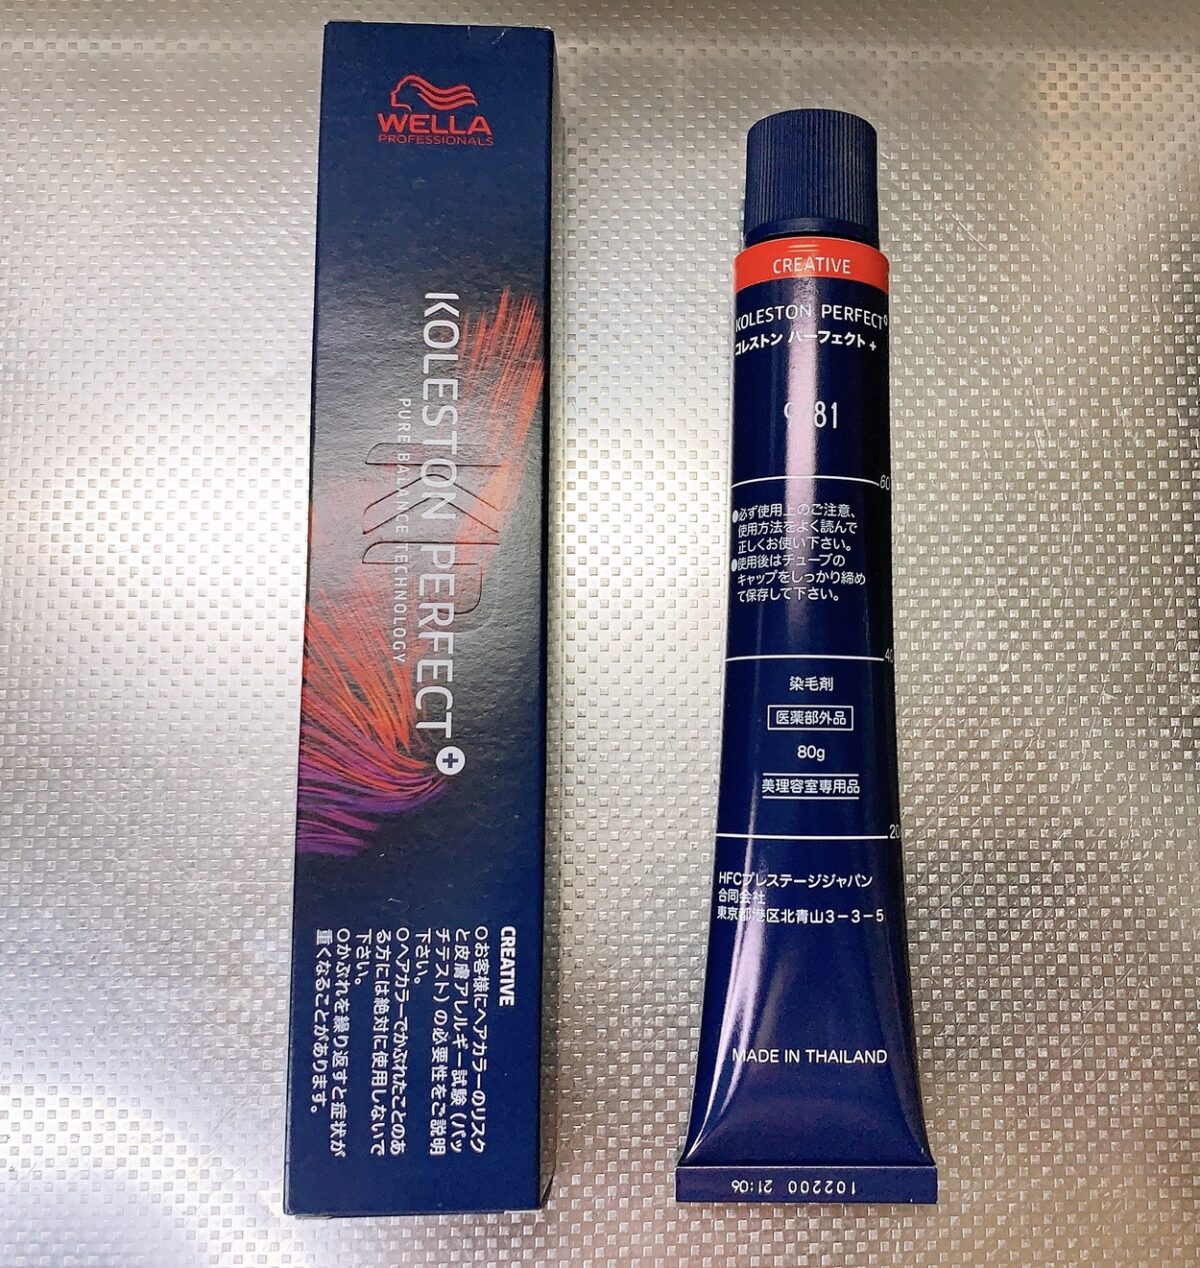 WELLA
PROFESSIONALS
KOLESTON PERFECT+
PURE BALANCE TECHNOLOGY
CREATIVE
○お客様にヘアカラーのリスク
と皮膚アレルギー試験（パッ
チテスト）の必要性をご説明
下さい。
○ヘアカラーでかぶれたことのあ
る方には絶対に使用しないで
下さい。
○かぶれを繰り返すと症状が
重くなることがあります。
CREATIVE
KOLESTON PERFECT+
コレストン パーフェクト+
9/81
60
●必ず使用上のご注意、
使用方法をよく読んで
正しくお使い下さい。
●使用後はチューブの
キャップをしっかり締め
て保存して下さい。
40
染毛剤
医薬部外品
80g
美理容室専用品
20
HFCプレステージジャパン
合同会社
東京都港区北青山3-3-5
MADE IN THAILAND
102200 21:06